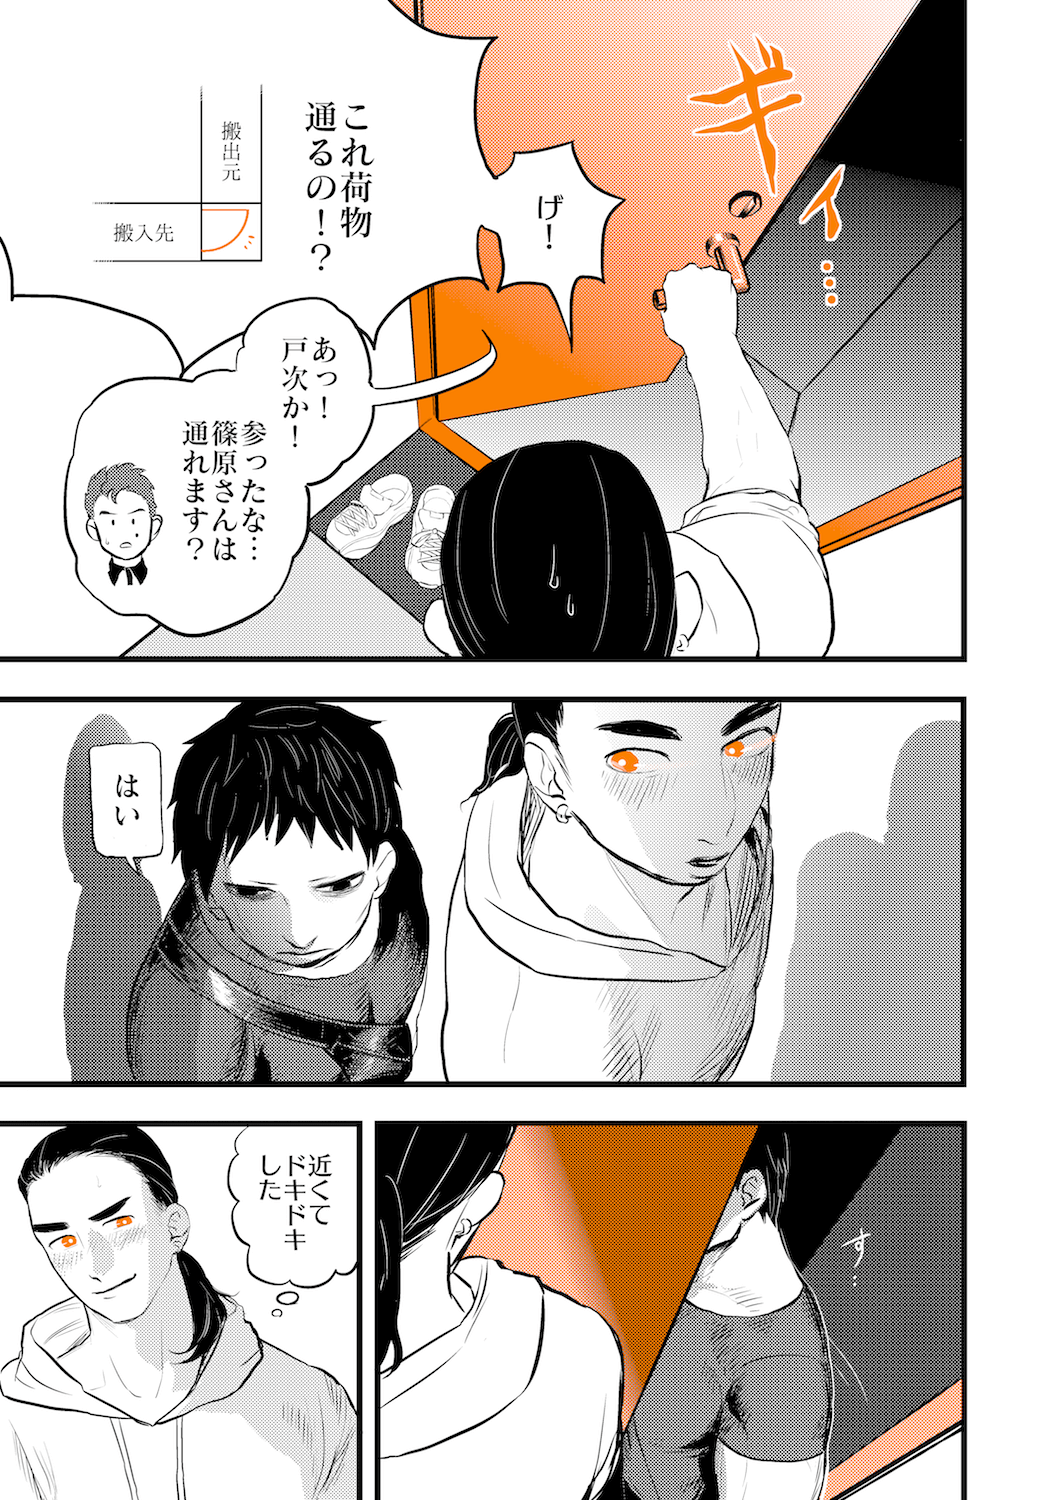 ギ
ィ
…
げ！
これ荷物
通るの！？
搬出元
搬入先
あっ！
戸次か！
参ったな…
篠原さんは
通れます？
はい
す…
近くて
ドキドキ
した